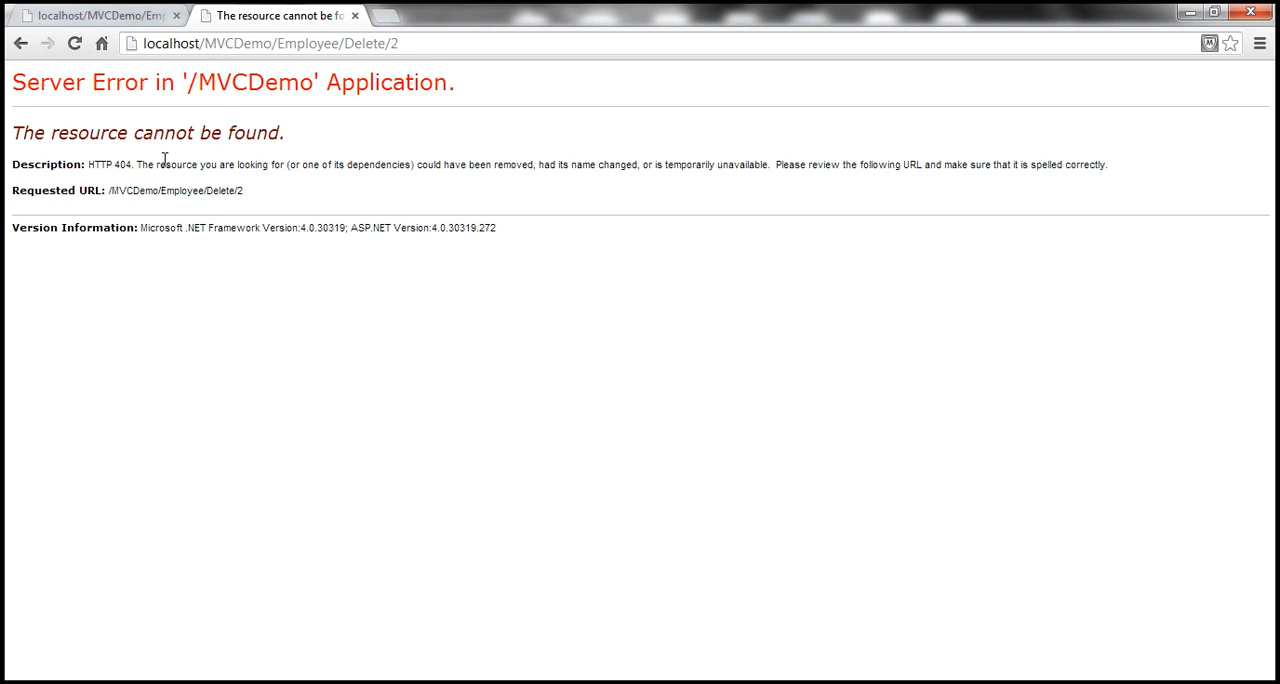 localhost/MVCDemo/Emp
The resource cannot be fo
localhost/MVCDemo/Employee/Delete/2
Server Error in '/MVCDemo' Application.
The resource cannot be found.
Description: HTTP 404. The resource you are looking for (or one of its dependencies) could have been removed, had its name changed, or is temporarily unavailable. Please review the following URL and make sure that it is spelled correctly.
Requested URL: /MVCDemo/Employee/Delete/2
Version Information: Microsoft .NET Framework Version:4.0.30319; ASP.NET Version:4.0.30319.272